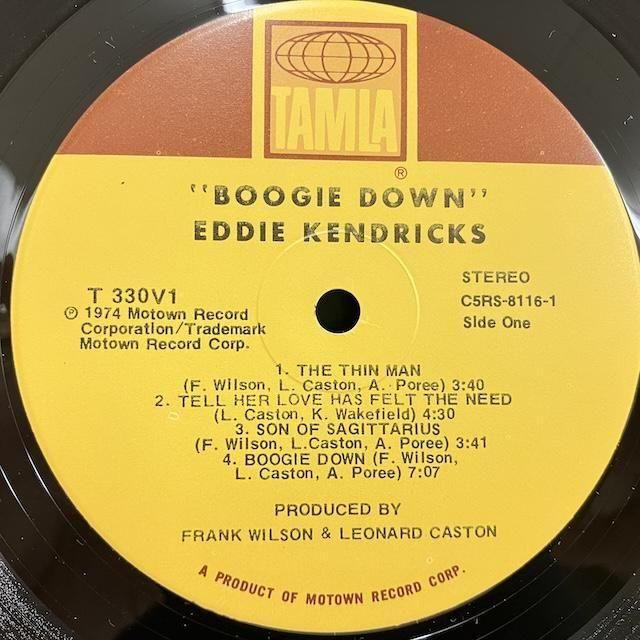 TAMLA
®
"BOOGIE DOWN"
EDDIE KENDRICKS
T 330V1
℗ 1974 Motown Record
Corporation/Trademark
Motown Record Corp.
STEREO
C5RS-8116-1
Side One
1. THE THIN MAN
(F. Wilson, L. Caston, A. Poree) 3:40
2. TELL HER LOVE HAS FELT THE NEED
(L. Caston, K. Wakefield) 4:30
3. SON OF SAGITTARIUS
(F. Wilson, L.Caston, A. Poree) 3:41
4. BOOGIE DOWN (F. Wilson,
L. Caston, A. Poree) 7:07
PRODUCED BY
FRANK WILSON & LEONARD CASTON
A PRODUCT OF MOTOWN RECORD CORP.